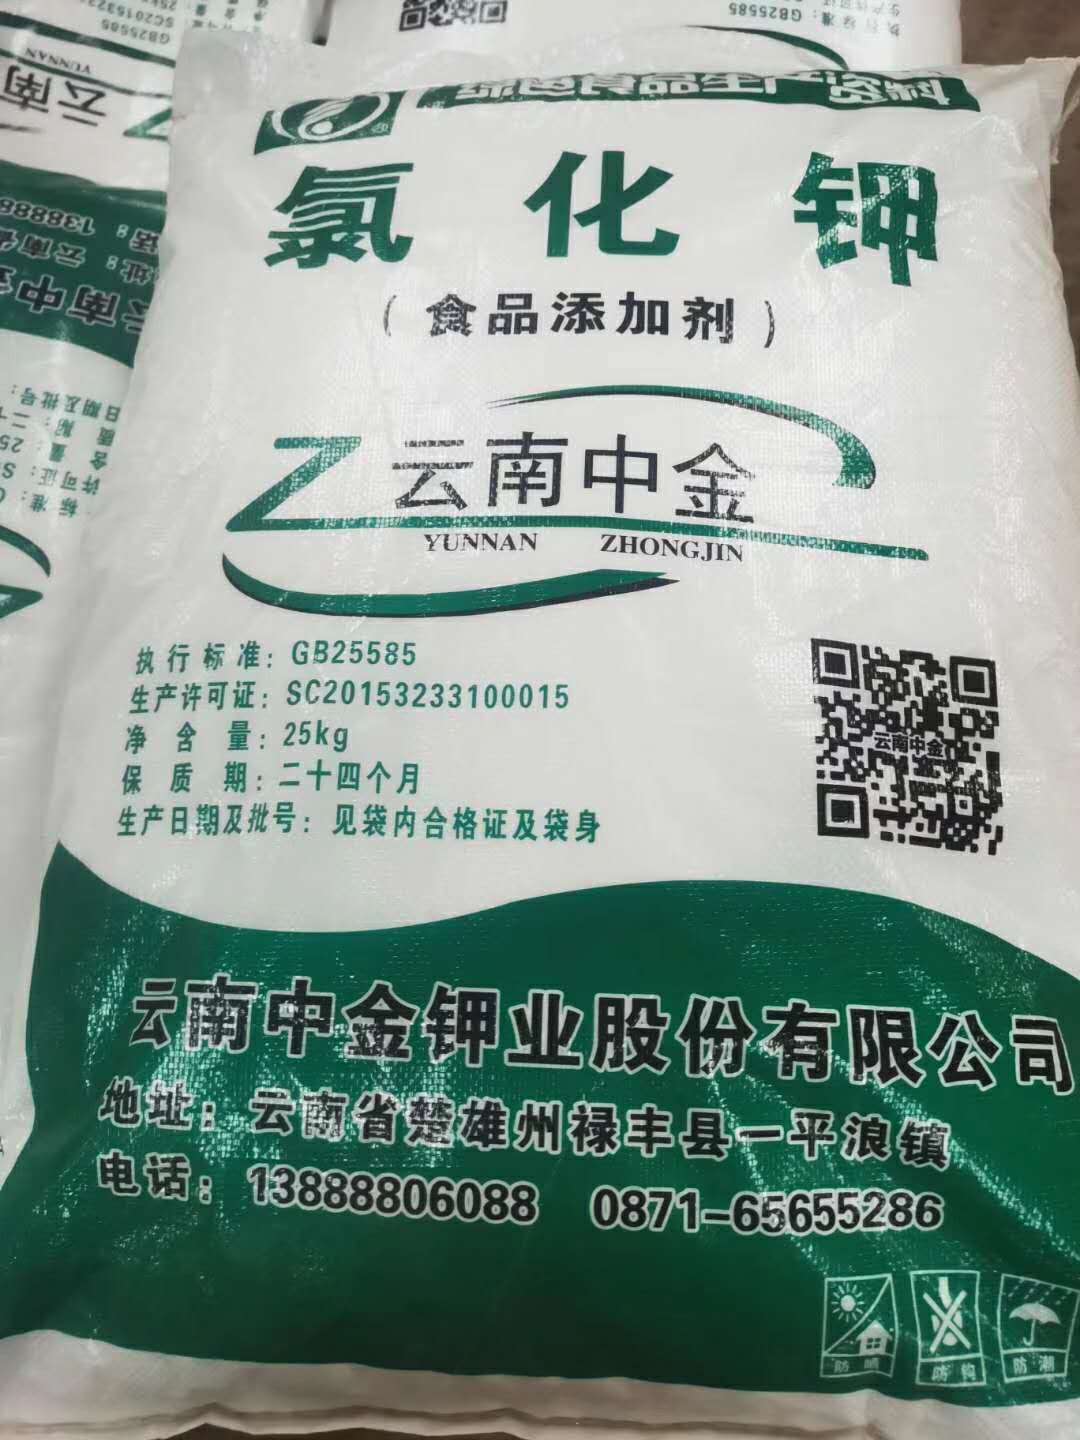 GB25585
YUNNAN
云南
氯化钾
(食品添加剂)
云南中金
YUNNAN ZHONGJIN
执行标准: GB25585
生产许可证: SC20153233100015
净含量: 25kg
保质期: 二十四个月
生产日期及批号: 见袋内合格证及袋身
云南中金
云南中金钾业股份有限公司
地址: 云南省楚雄州禄丰县一平浪镇
电话: 13888806088 0871-65655286
防晒
防钩
防潮